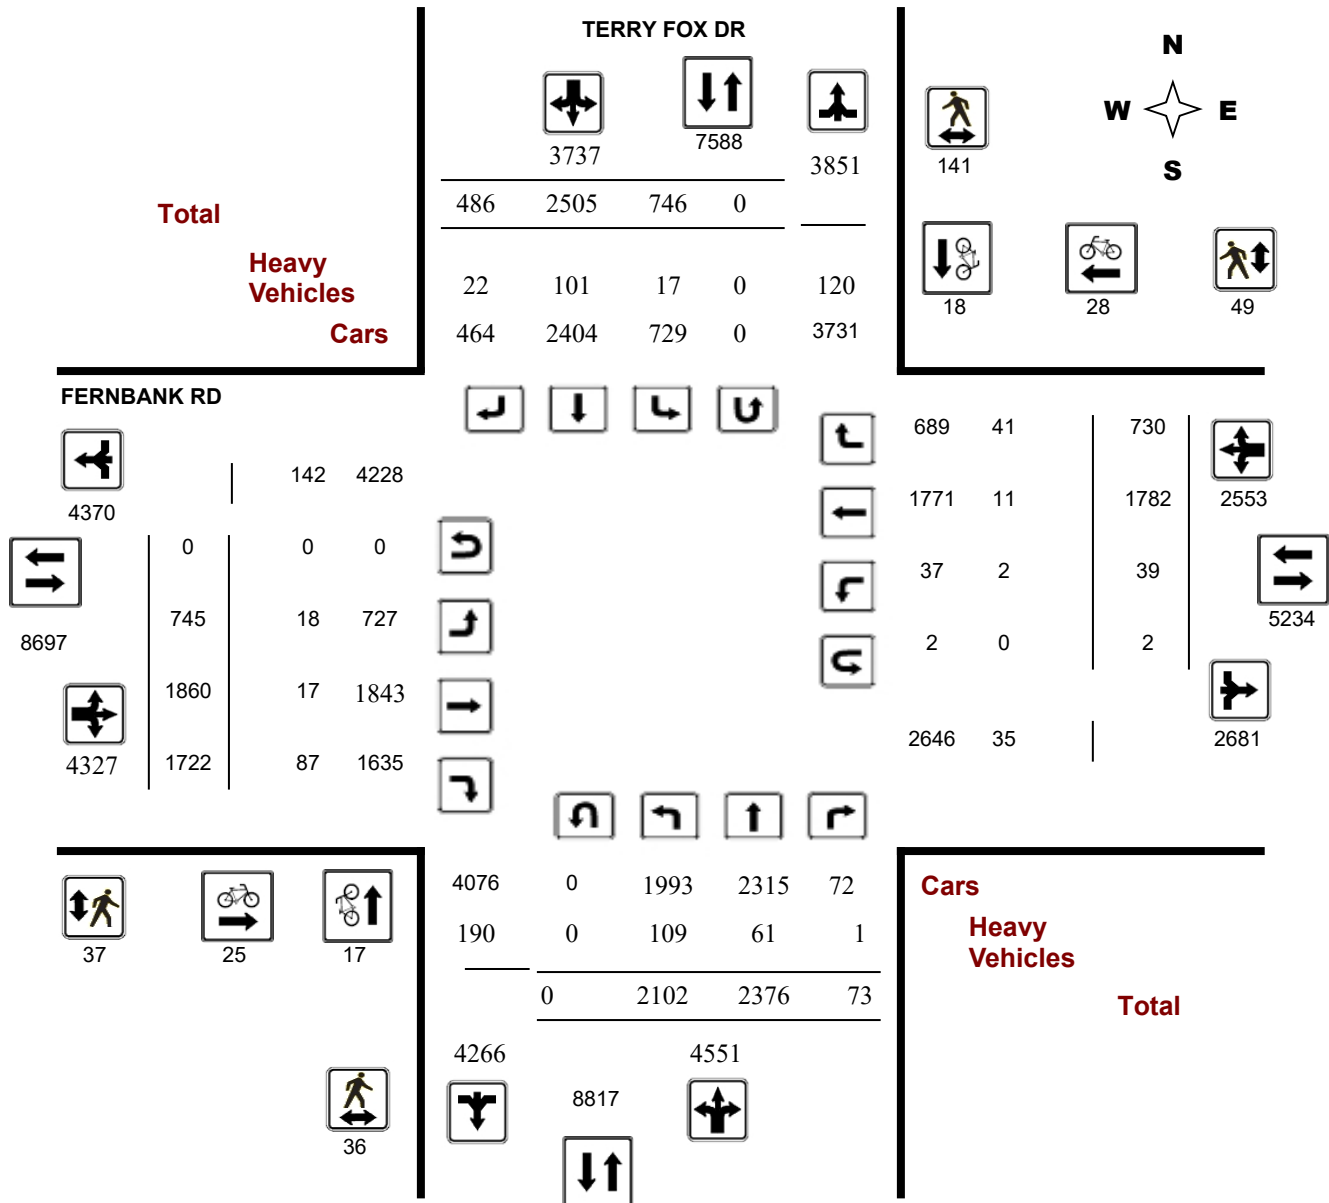 TERRY FOX DR
N
W E
S
3737
7588
3851
141
Total
486 2505 746 0
Heavy
Vehicles
22 101 17 0 120
18 28 49
Cars
464 2404 729 0 3731
FERNBANK RD
689 41 730
142 4228
1771 11 1782 2553
4370
0 0 0
37 2 39
745 18 727
5234
8697
2 0 2
1860 17 1843
2646 35 2681
4327 1722 87 1635
4076 0 1993 2315 72
Cars
190 0 109 61 1
Heavy
Vehicles
37 25 17
0 2102 2376 73
Total
4266 4551
8817
36